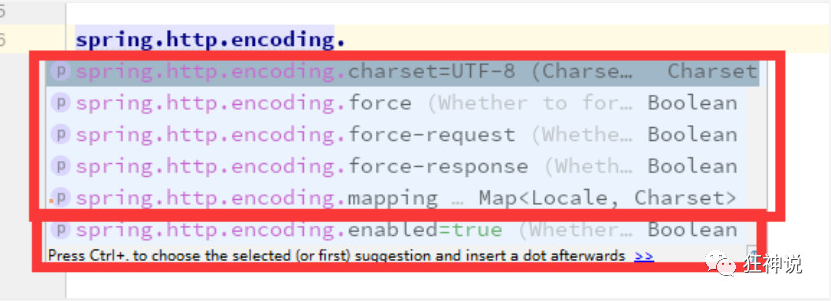 5
6 spring.http.encoding.
p spring.http.encoding.charset=UTF-8 (Charse… Charset
p spring.http.encoding.force (Whether to for… Boolean
p spring.http.encoding.force-request (Whethe… Boolean
p spring.http.encoding.force-response (Wheth… Boolean
p spring.http.encoding.mapping … Map<Locale, Charset>
p spring.http.encoding.enabled=true (Whether… Boolean
Press Ctrl+. to choose the selected (or first) suggestion and insert a dot afterwards >>
狂神说